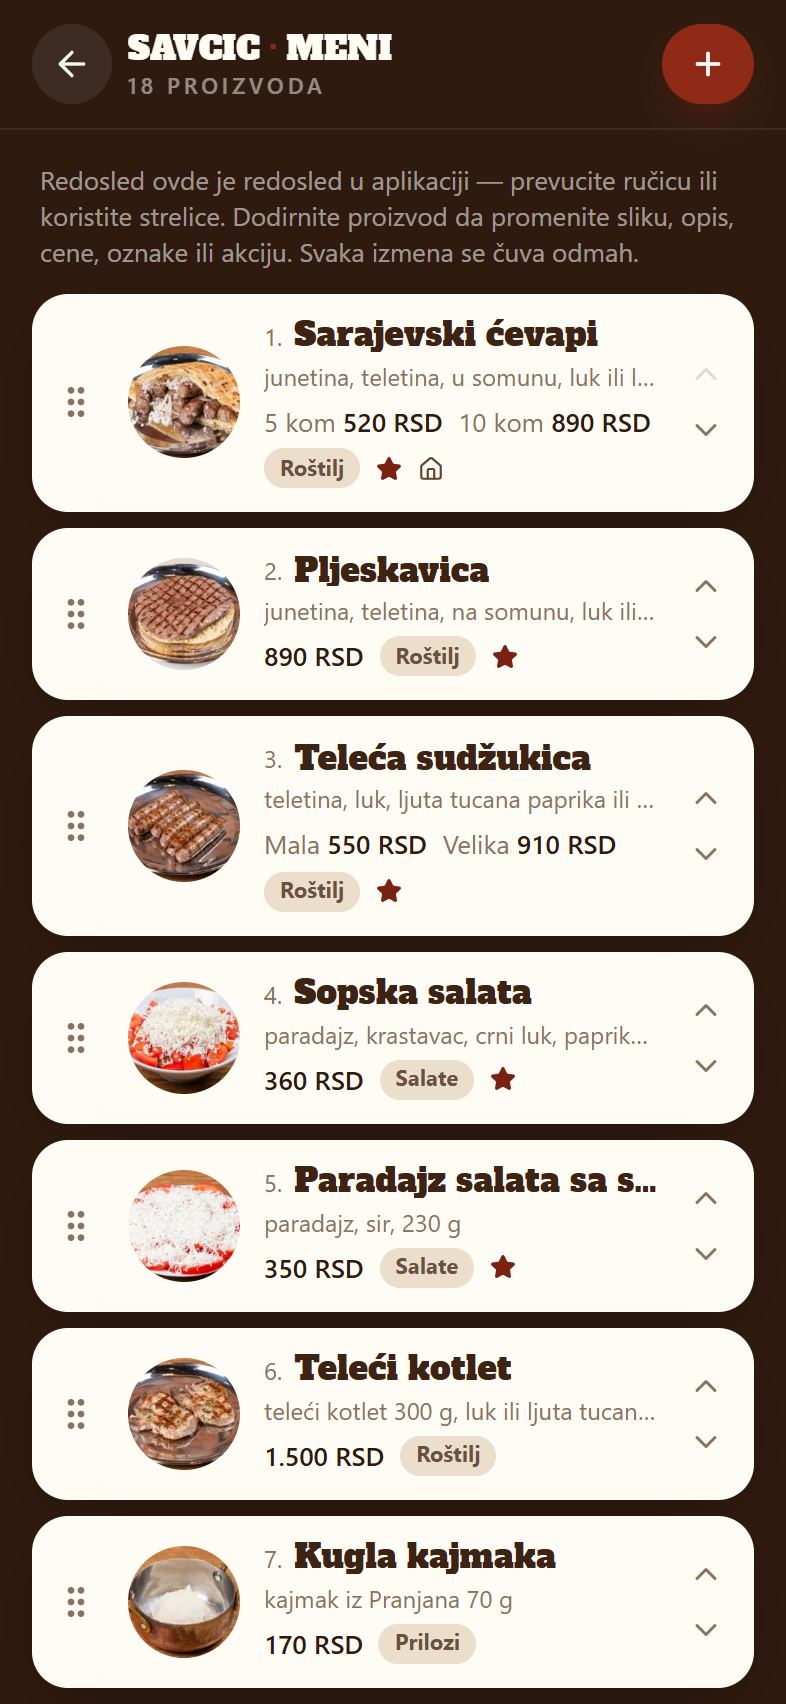 SAVCIC · MENI
18 PROIZVODA
Redosled ovde je redosled u aplikaciji — prevucite ručicu ili
koristite strelice. Dodirnite proizvod da promenite sliku, opis,
cene, oznake ili akciju. Svaka izmena se čuva odmah.
1. Sarajevski ćevapi
junetina, teletina, u somunu, luk ili l...
5 kom 520 RSD 10 kom 890 RSD
Roštilj
2. Pljeskavica
junetina, teletina, na somunu, luk ili...
890 RSD Roštilj
3. Teleća sudžukica
teletina, luk, ljuta tucana paprika ili ...
Mala 550 RSD Velika 910 RSD
Roštilj
4. Sopska salata
paradajz, krastavac, crni luk, paprik...
360 RSD Salate
5. Paradajz salata sa s...
paradajz, sir, 230 g
350 RSD Salate
6. Teleći kotlet
teleći kotlet 300 g, luk ili ljuta tucan...
1.500 RSD Roštilj
7. Kugla kajmaka
kajmak iz Pranjana 70 g
170 RSD Prilozi